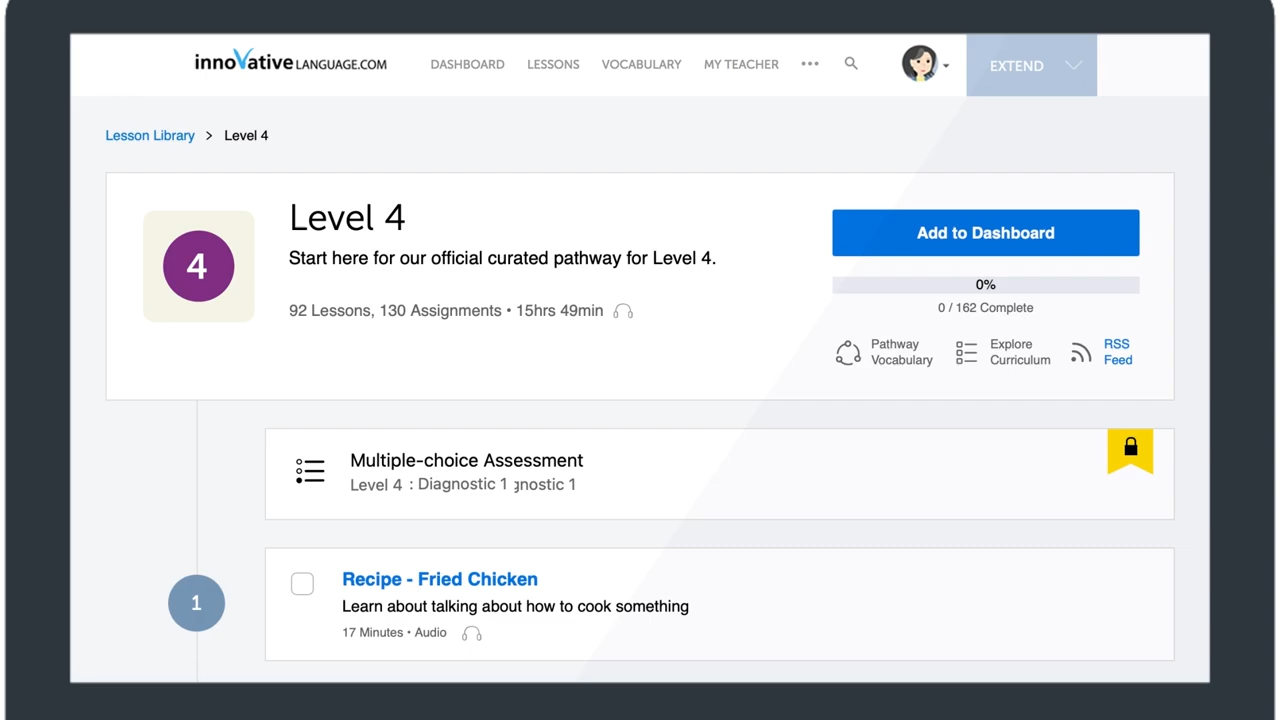 innoVative LANGUAGE.COM DASHBOARD LESSONS VOCABULARY MY TEACHER ••• EXTEND
Lesson Library > Level 4
4
Level 4
Start here for our official curated pathway for Level 4.
92 Lessons, 130 Assignments • 15hrs 49min
Add to Dashboard
0%
0 / 162 Complete
Pathway
Vocabulary
Explore
Curriculum
RSS
Feed
Multiple-choice Assessment
Level 4 : Diagnostic 1 gnostic 1
1
Recipe - Fried Chicken
Learn about talking about how to cook something
17 Minutes • Audio